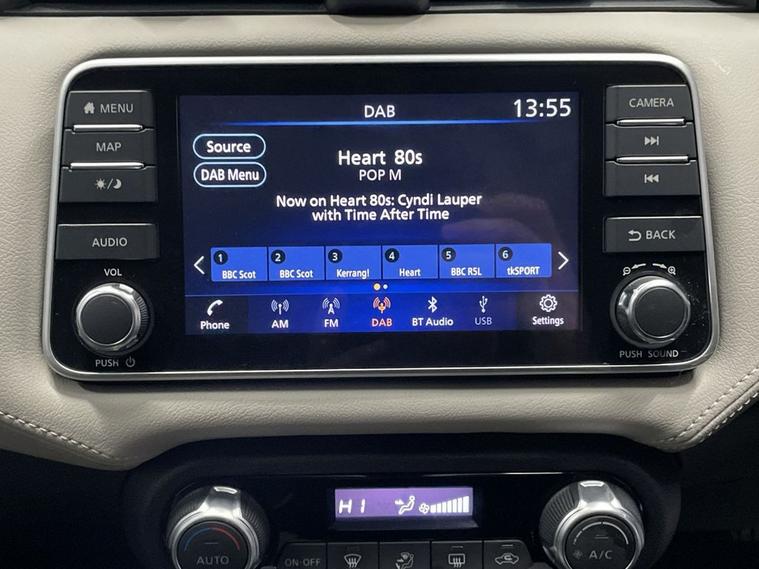 DAB
13:55
MENU
MAP
AUDIO
VOL
PUSH
Source
DAB Menu
Heart 80s
POP M
Now on Heart 80s: Cyndi Lauper
with Time After Time
1 BBC Scot
2 BBC Scot
3 Kerrang!
4 Heart
5 BBC RSL
6 tkSPORT
Phone
AM
FM
DAB
BT Audio
USB
Settings
CAMERA
BACK
PUSH SOUND
HI
AUTO
ON·OFF
A/C